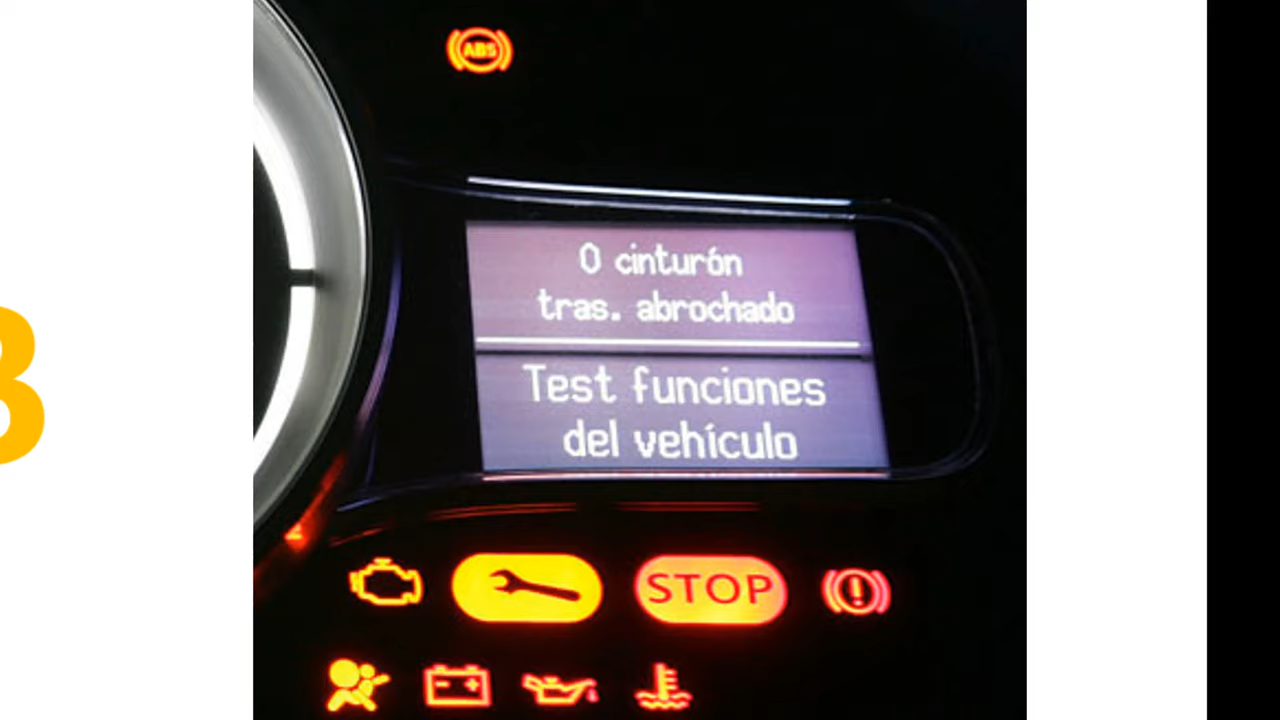 ABS
0 cinturón
tras. abrochado
Test funciones
del vehículo
STOP